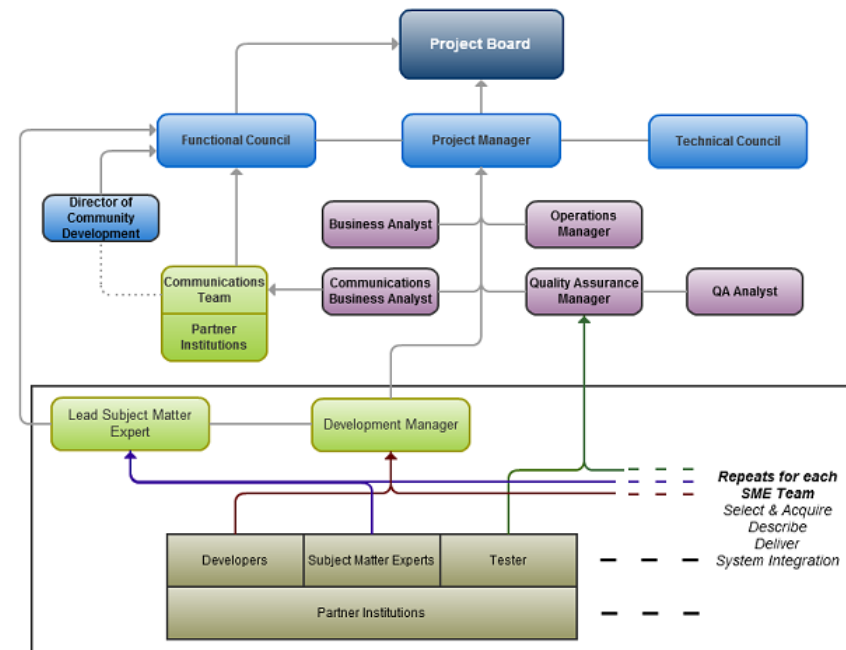 Project Board
Functional Council
Project Manager
Technical Council
Director of
Community
Development
Business Analyst
Operations
Manager
Communications
Team
Partner
Institutions
Communications
Business Analyst
Quality Assurance
Manager
QA Analyst
Lead Subject Matter
Expert
Development Manager
Repeats for each
SME Team
Select & Acquire
Describe
Deliver
System Integration
Developers
Subject Matter Experts
Tester
Partner Institutions